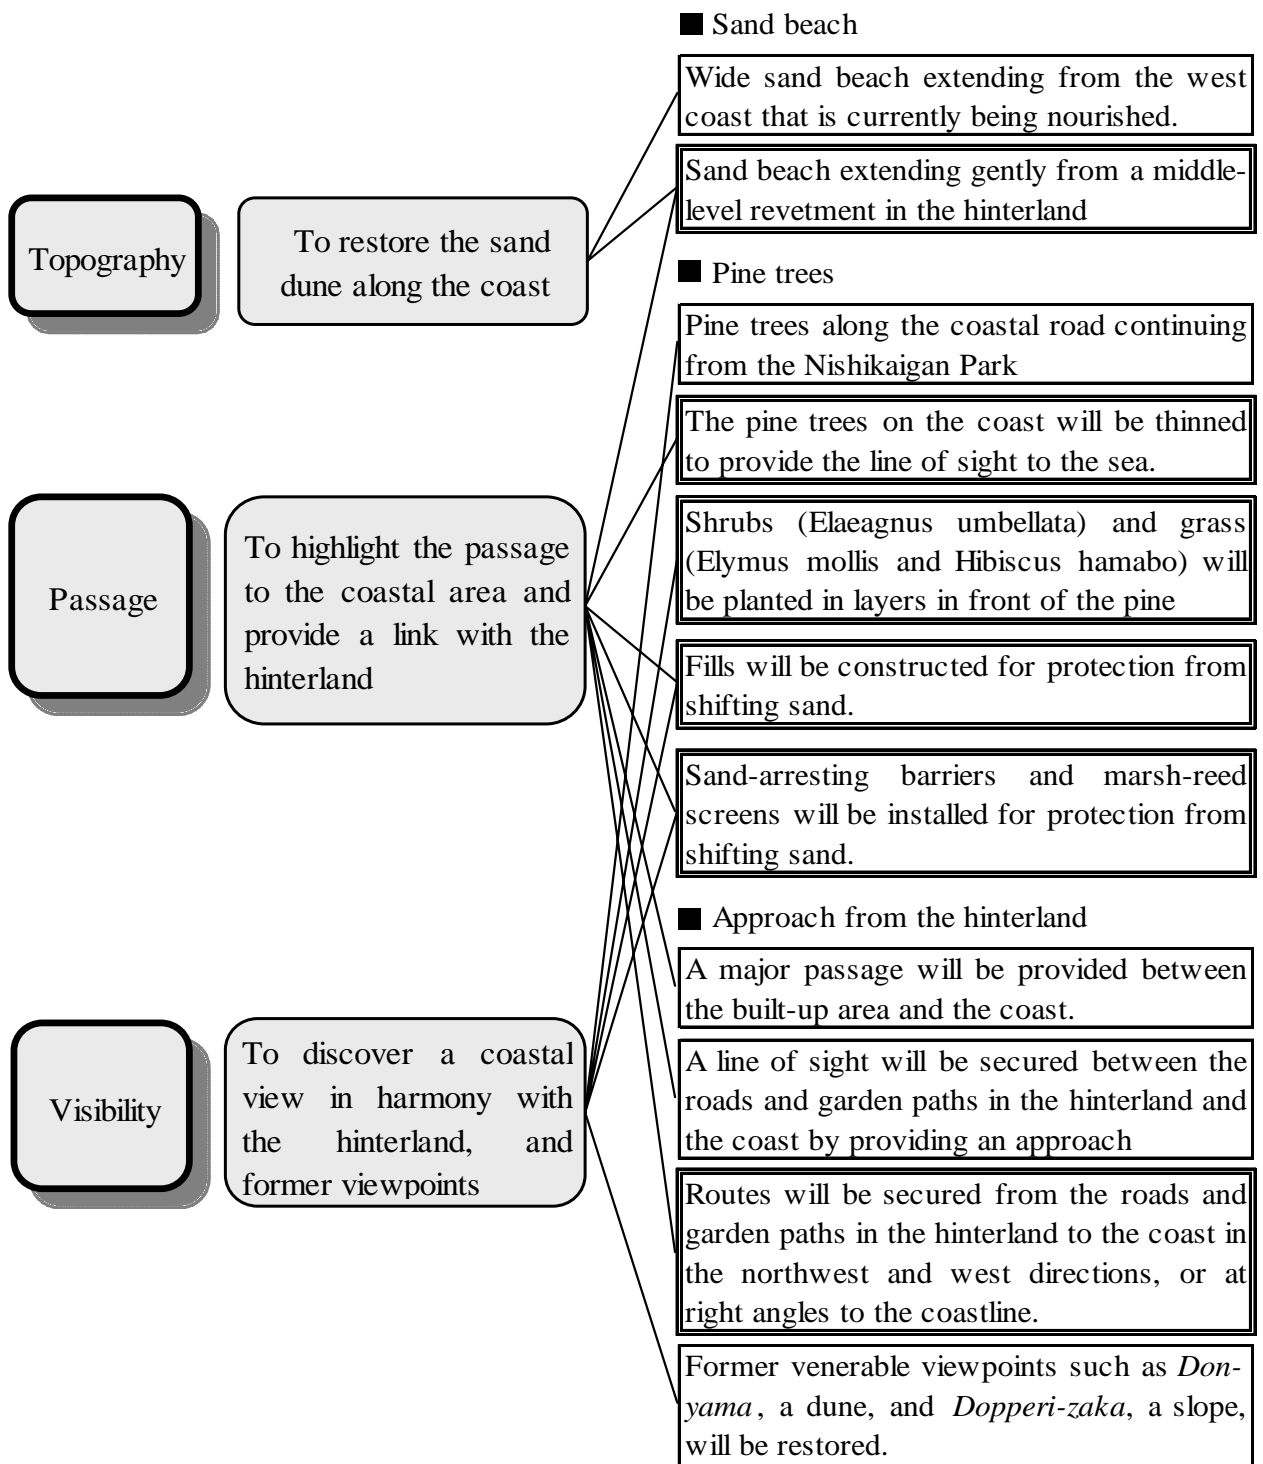 Topography
To restore the sand
dune along the coast
Passage
To highlight the passage
to the coastal area and
provide a link with the
hinterland
Visibility
To discover a coastal
view in harmony with
the hinterland, and
former viewpoints
■ Sand beach
Wide sand beach extending from the west
coast that is currently being nourished.
Sand beach extending gently from a middle-
level revetment in the hinterland
■ Pine trees
Pine trees along the coastal road continuing
from the Nishikaigan Park
The pine trees on the coast will be thinned
to provide the line of sight to the sea.
Shrubs (Elaeagnus umbellata) and grass
(Elymus mollis and Hibiscus hamabo) will
be planted in layers in front of the pine
Fills will be constructed for protection from
shifting sand.
Sand-arresting barriers and marsh-reed
screens will be installed for protection from
shifting sand.
■ Approach from the hinterland
A major passage will be provided between
the built-up area and the coast.
A line of sight will be secured between the
roads and garden paths in the hinterland and
the coast by providing an approach
Routes will be secured from the roads and
garden paths in the hinterland to the coast in
the northwest and west directions, or at
right angles to the coastline.
Former venerable viewpoints such as Don-
yama, a dune, and Dopperi-zaka, a slope,
will be restored.